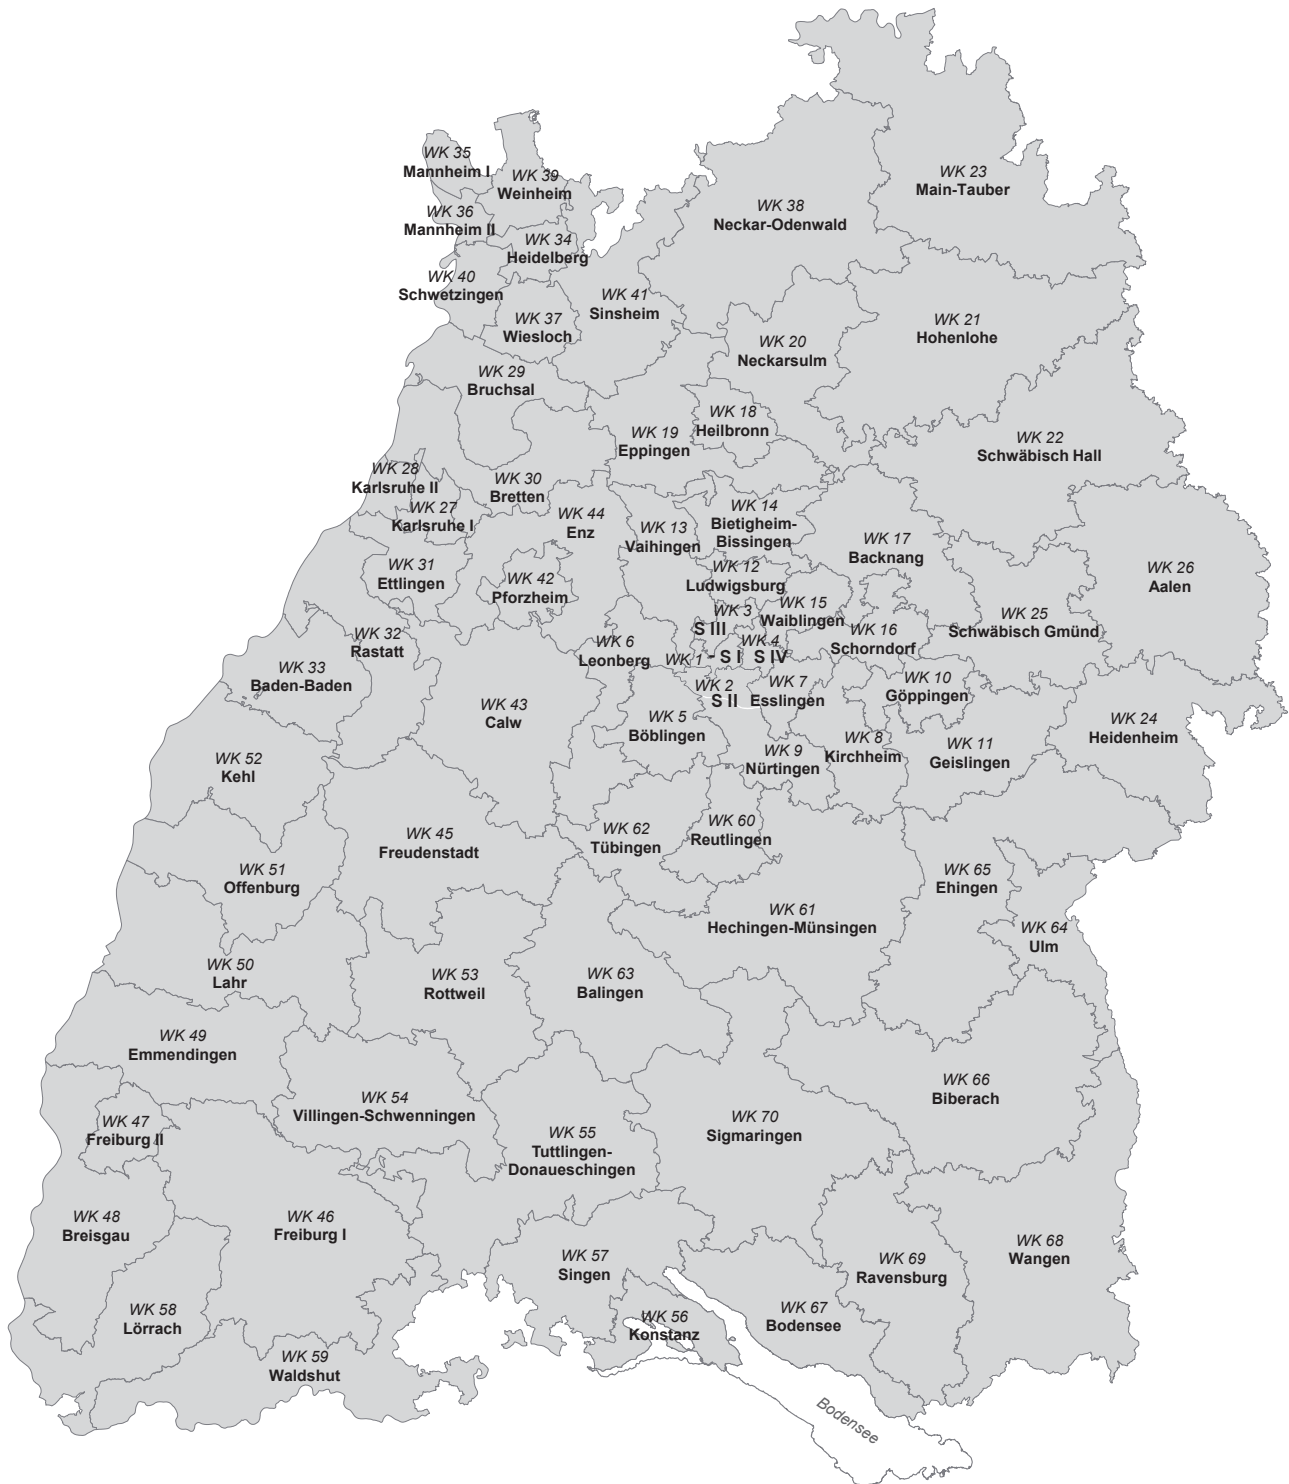 WK 35
Mannheim I
WK 39
Weinheim
WK 23
Main-Tauber
WK 36
Mannheim II
WK 38
Neckar-Odenwald
WK 34
Heidelberg
WK 40
Schwetzingen
WK 41
Sinsheim
WK 37
Wiesloch
WK 21
Hohenlohe
WK 20
Neckarsulm
WK 29
Bruchsal
WK 18
Heilbronn
WK 19
Eppingen
WK 22
Schwäbisch Hall
WK 28
Karlsruhe II
WK 30
Bretten
WK 27
Karlsruhe I
WK 44
Enz
WK 13
Vaihingen
WK 14
Bietigheim-
Bissingen
WK 17
Backnang
WK 31
Ettlingen
WK 42
Pforzheim
WK 12
Ludwigsburg
WK 26
Aalen
WK 3
S III
WK 15
Waiblingen
WK 25
Schwäbisch Gmünd
WK 32
Rastatt
WK 6
Leonberg
WK 1 - S I
WK 4
S IV
WK 16
Schorndorf
WK 33
Baden-Baden
WK 2
S II
WK 7
Esslingen
WK 10
Göppingen
WK 43
Calw
WK 5
Böblingen
WK 24
Heidenheim
WK 9
Nürtingen
WK 8
Kirchheim
WK 11
Geislingen
WK 52
Kehl
WK 45
Freudenstadt
WK 62
Tübingen
WK 60
Reutlingen
WK 51
Offenburg
WK 65
Ehingen
WK 61
Hechingen-Münsingen
WK 64
Ulm
WK 50
Lahr
WK 53
Rottweil
WK 63
Balingen
WK 49
Emmendingen
WK 66
Biberach
WK 54
Villingen-Schwenningen
WK 47
Freiburg II
WK 55
Tuttlingen-
Donaueschingen
WK 70
Sigmaringen
WK 48
Breisgau
WK 46
Freiburg I
WK 68
Wangen
WK 57
Singen
WK 69
Ravensburg
WK 58
Lörrach
WK 56
Konstanz
WK 67
Bodensee
WK 59
Waldshut
Bodensee